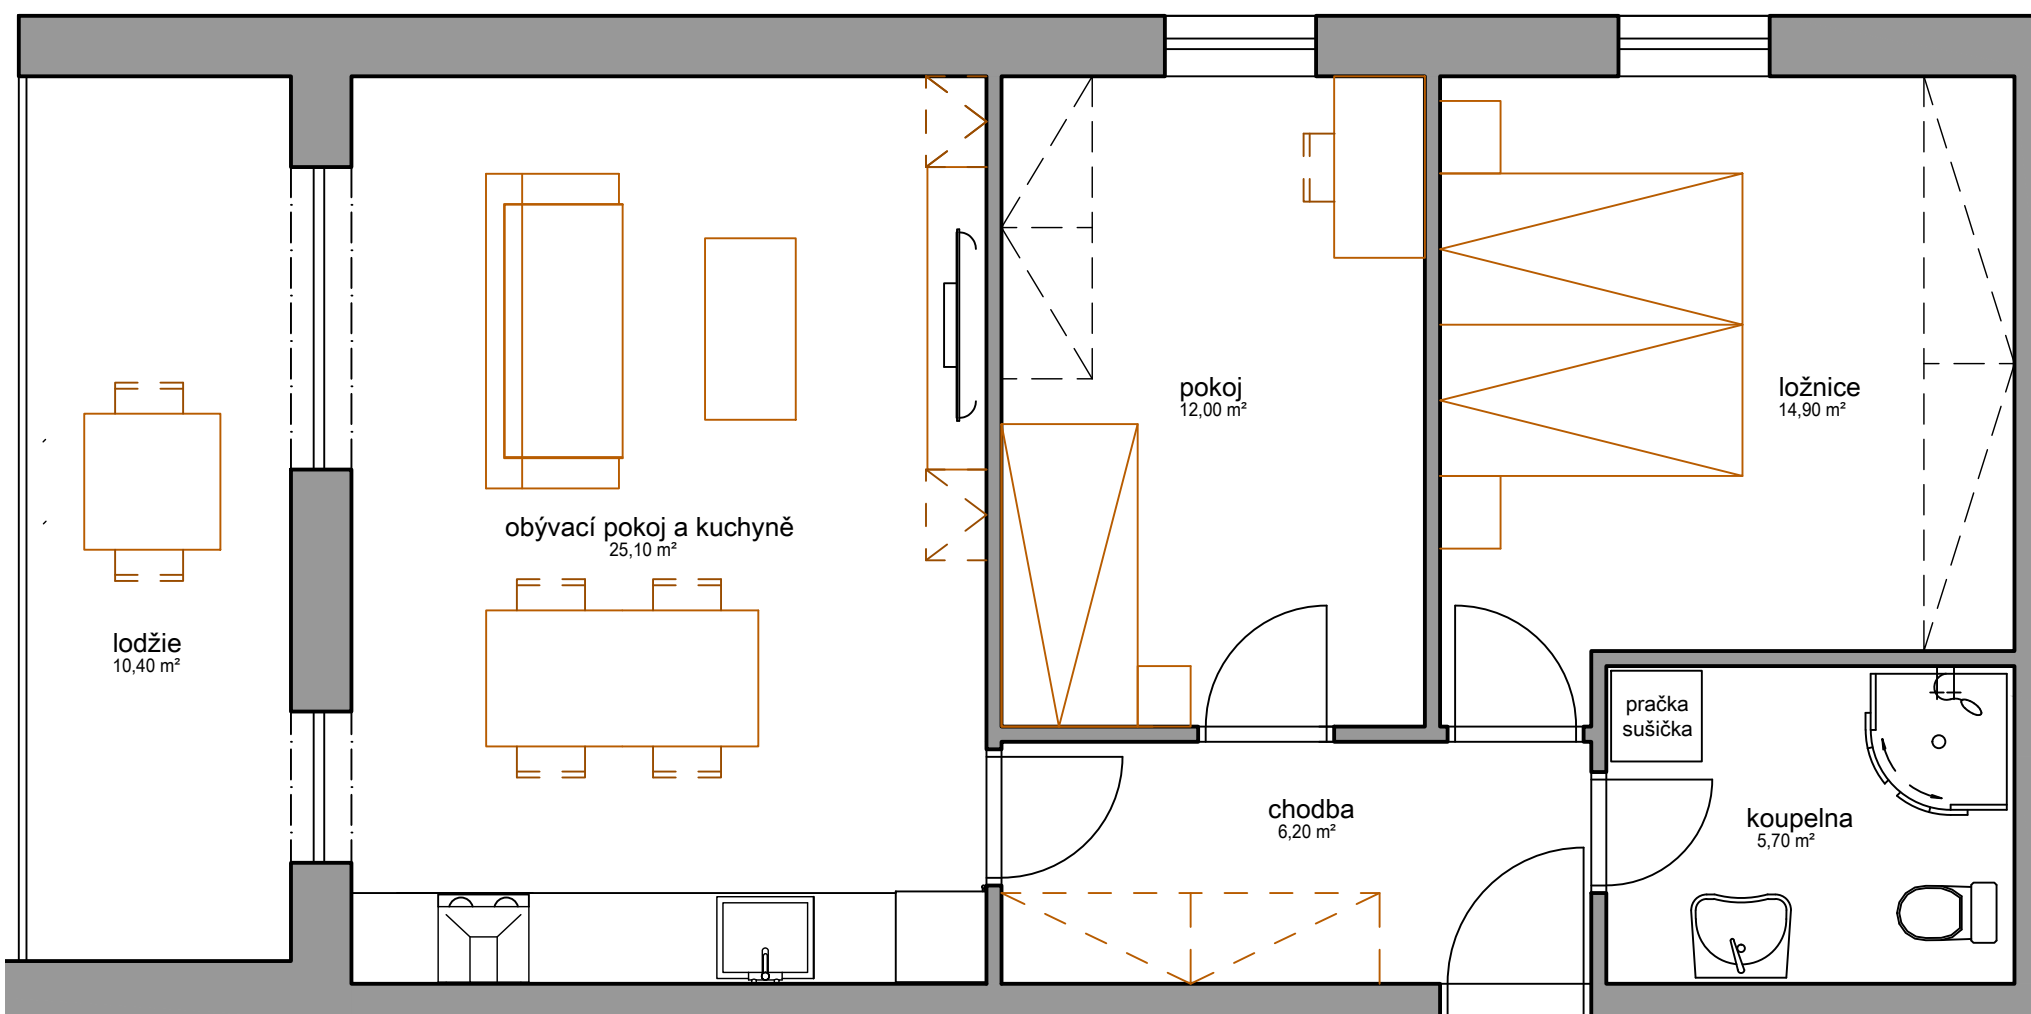 pokoj
12,00 m²
ložnice
14,90 m²
obývací pokoj a kuchyně
25,10 m²
lodžie
10,40 m²
pračka
sušička
chodba
6,20 m²
koupelna
5,70 m²